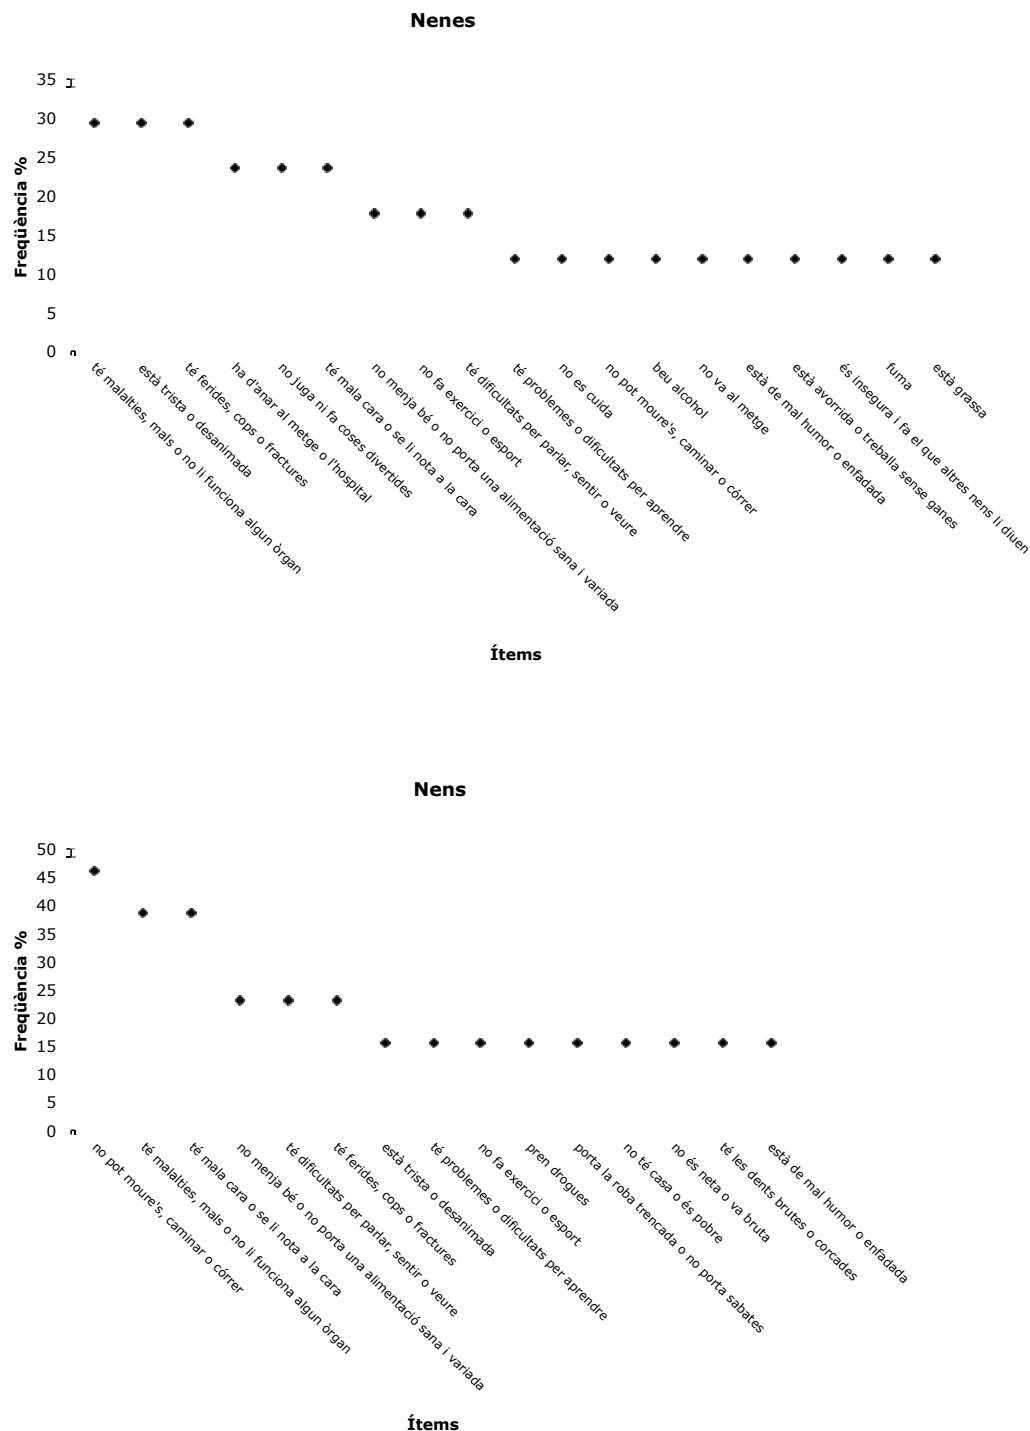 Nenes
35
30
25
20
15
10
5
0
Freqüència %
té malalties, mals o no li funciona algun òrgan
està trista o desanimada
té ferides, cops o fractures
ha d'anar al metge o l'hospital
no juga ni fa coses divertides
té mala cara o se li nota a la cara
no menja bé o no porta una alimentació sana i variada
no fa exercici o esport
té dificultats per parlar, sentir o veure
té problemes o dificultats per aprendre
no es cuida
no pot moure's, caminar o córrer
beu alcohol
no va al metge
està de mal humor o enfadada
està avorrida o treballa sense ganes
és insegura i fa el que altres nens li diuen
fuma
està grassa
Ítems
Nens
50
45
40
35
30
25
20
15
10
5
0
Freqüència %
no pot moure's, caminar o córrer
té malalties, mals o no li funciona algun òrgan
té mala cara o se li nota a la cara
no menja bé o no porta una alimentació sana i variada
té dificultats per parlar, sentir o veure
té ferides, cops o fractures
està trista o desanimada
té problemes o dificultats per aprendre
no fa exercici o esport
pren drogues
porta la roba trencada o no porta sabates
no té casa o és pobre
no és neta o va bruta
té les dents brutes o corcades
està de mal humor o enfadada
Ítems